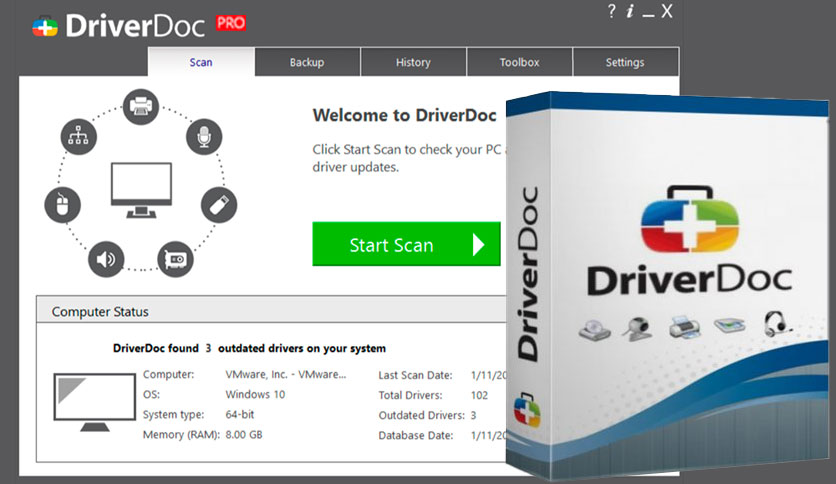 DriverDoc PRO
? i _ X
Scan Backup History Toolbox Settings
Welcome to DriverDoc
Click Start Scan to check your PC
driver updates.
Start Scan
Computer Status
DriverDoc found 3 outdated drivers on your system
Computer: VMware, Inc. - VMware...
OS: Windows 10
System type: 64-bit
Memory (RAM): 8.00 GB
Last Scan Date: 1/11/20
Total Drivers: 102
Outdated Drivers: 3
Database Date: 1/11/20
DriverDoc
DriverDoc